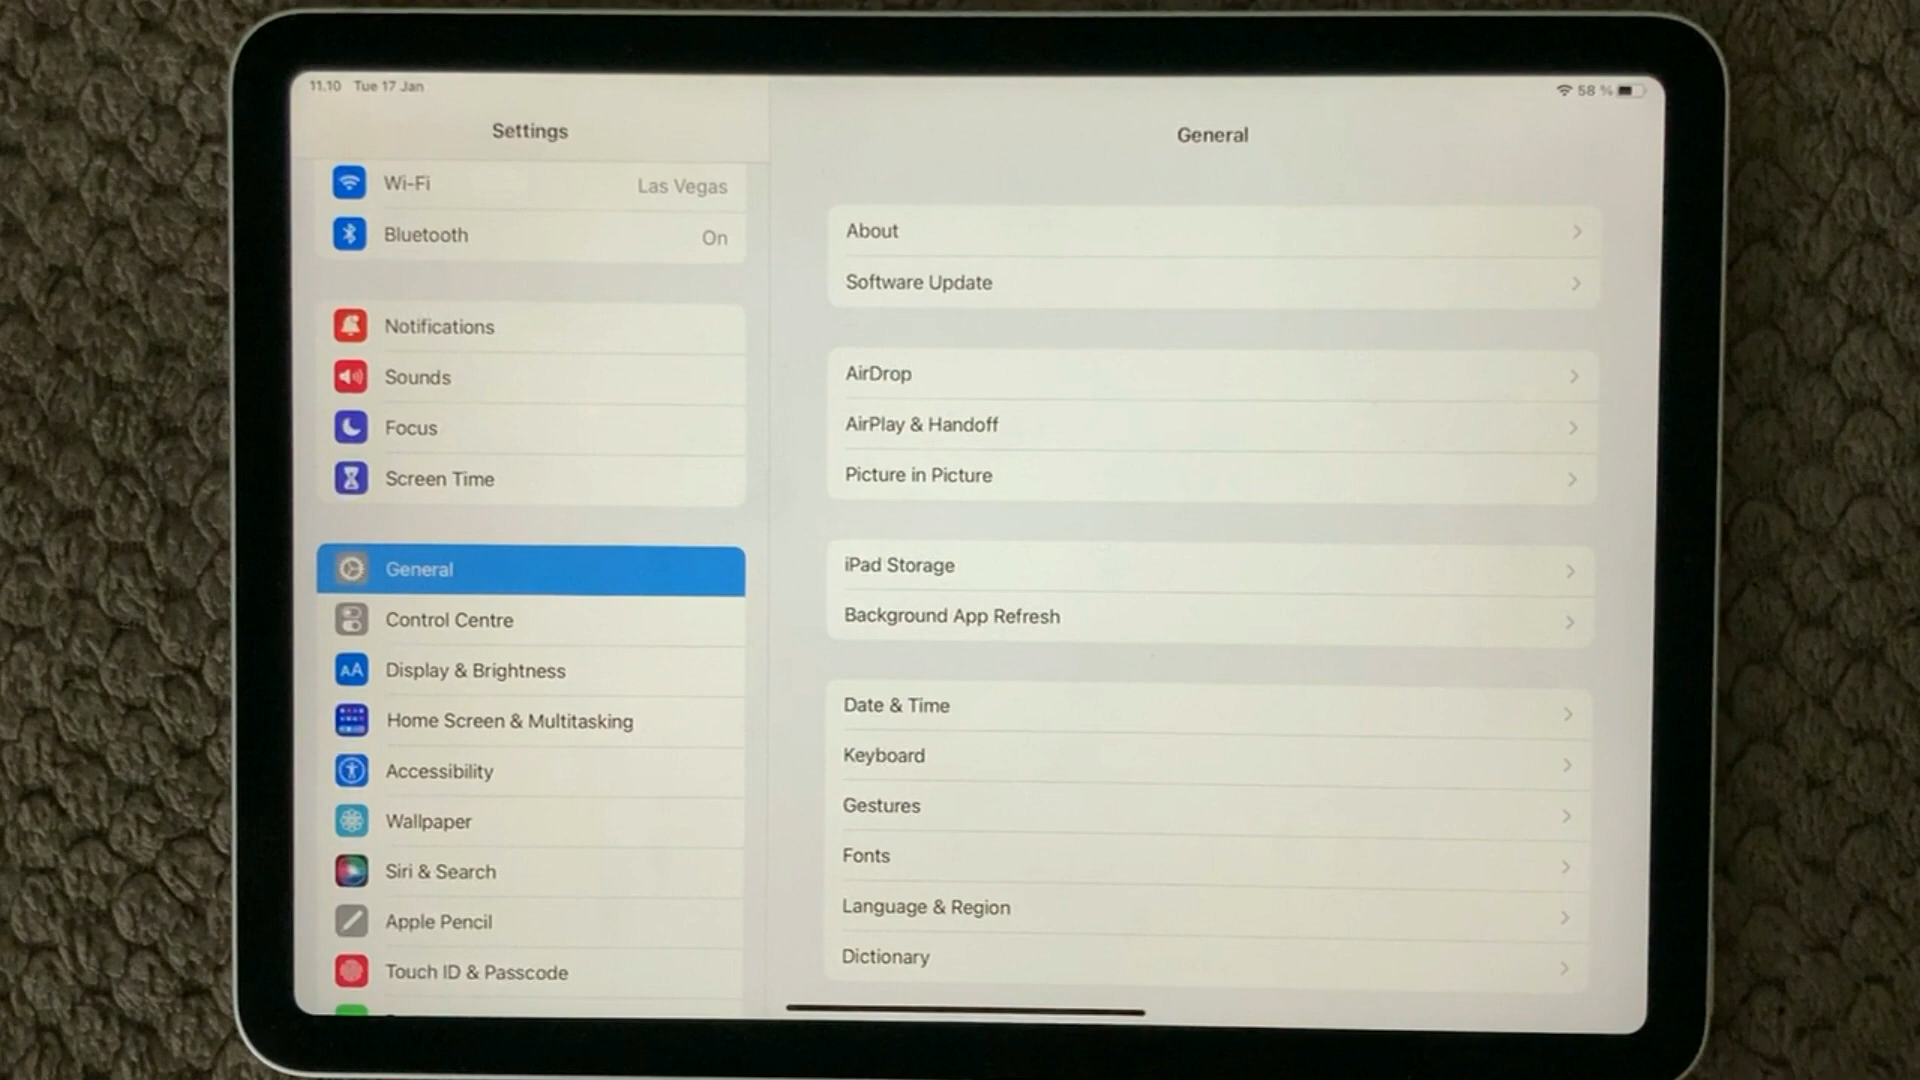 11.10 Tue 17 Jan
58 %
Settings
Wi-Fi Las Vegas
Bluetooth On
Notifications
Sounds
Focus
Screen Time
General
Control Centre
AA Display & Brightness
Home Screen & Multitasking
Accessibility
Wallpaper
Siri & Search
Apple Pencil
Touch ID & Passcode
General
About
Software Update
AirDrop
AirPlay & Handoff
Picture in Picture
iPad Storage
Background App Refresh
Date & Time
Keyboard
Gestures
Fonts
Language & Region
Dictionary